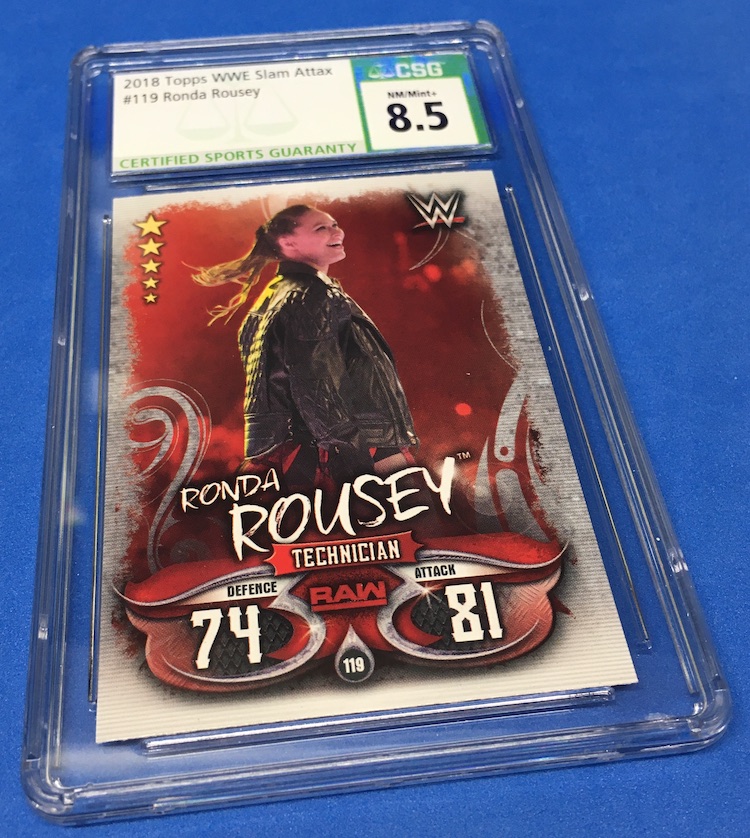 2018 Topps WWE Slam Attax
#119 Ronda Rousey
CERTIFIED SPORTS GUARANTY
CSG
NM/Mint+
8.5
W
RONDA
ROUSEY™
TECHNICIAN
DEFENCE
74
RAW
ATTACK
81
119